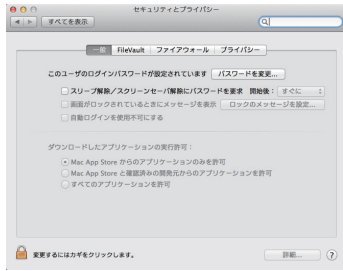 セキュリティとプライバシー
すべてを表示
一般 FileVault ファイアウォール プライバシー
このユーザのログインパスワードが設定されています パスワードを変更...
スリープ解除／スクリーンセーバ解除にパスワードを要求 開始後： すぐに
画面がロックされているときにメッセージを表示 ロックのメッセージを設定...
自動ログインを使用不可にする
ダウンロードしたアプリケーションの実行許可：
Mac App Store からのアプリケーションのみを許可
Mac App Store と確認済みの開発元からのアプリケーションを許可
すべてのアプリケーションを許可
変更するにはカギをクリックします。 詳細... ?